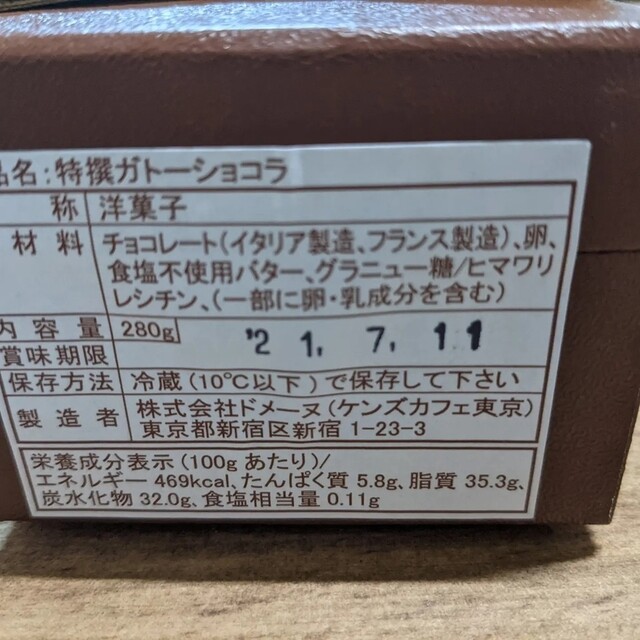 品名:特撰ガトーショコラ
称 洋菓子
材料 チョコレート(イタリア製造、フランス製造)、卵、
食塩不使用バター、グラニュー糖/ヒマワリ
レシチン、(一部に卵・乳成分を含む)
内容量 280g
賞味期限 '21, 7, 11
保存方法 冷蔵(10℃以下)で保存して下さい
製造者 株式会社ドメーヌ(ケンズカフェ東京)
東京都新宿区新宿 1-23-3
栄養成分表示(100gあたり)/
エネルギー 469kcal、たんぱく質 5.8g、脂質 35.3g、
炭水化物 32.0g、食塩相当量 0.11g